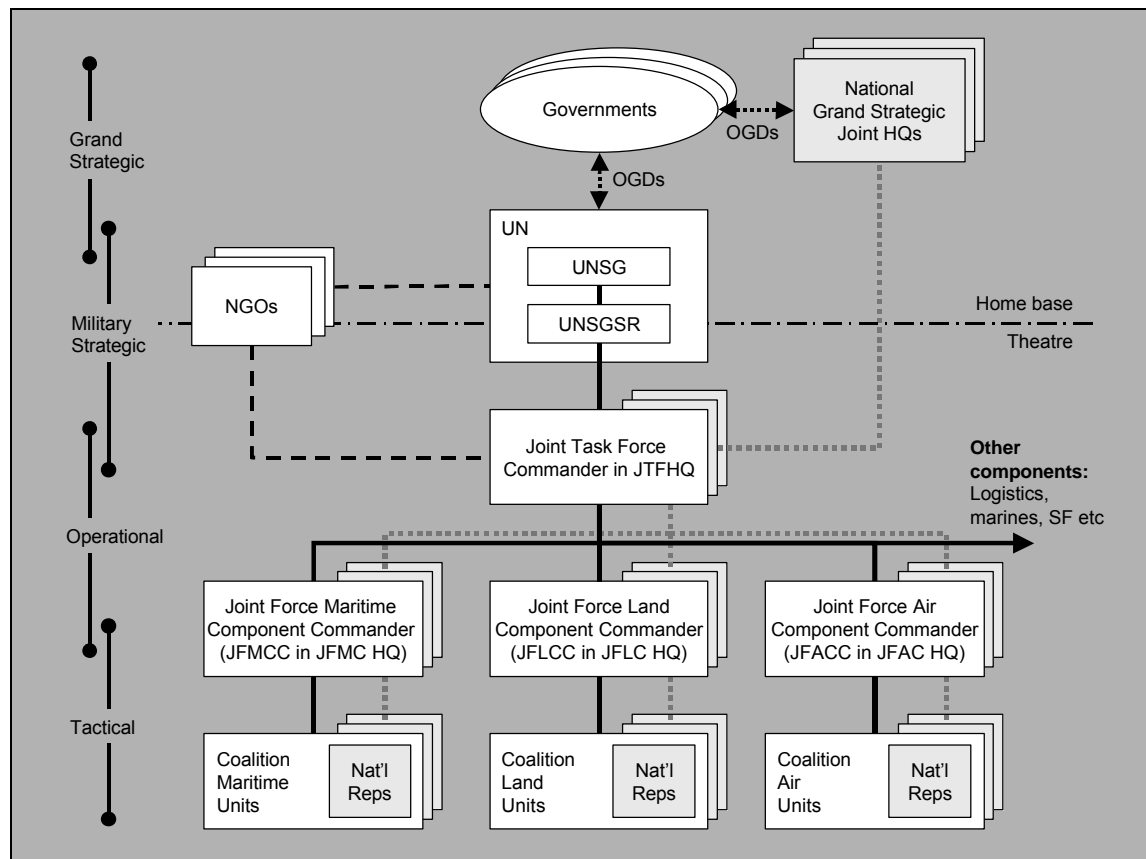 Governments
National
Grand Strategic
Joint HQs
OGDs
OGDs
Grand
Strategic
UN
UNSG
UNSGSR
NGOs
Military
Strategic
Home base
Theatre
Joint Task Force
Commander in JTFHQ
Other
components:
Logistics,
marines, SF etc
Operational
Joint Force Maritime
Component Commander
(JFMCC in JFMC HQ)
Joint Force Land
Component Commander
(JFLCC in JFLC HQ)
Joint Force Air
Component Commander
(JFACC in JFAC HQ)
Tactical
Coalition
Maritime
Units
Nat'l
Reps
Coalition
Land
Units
Nat'l
Reps
Coalition
Air
Units
Nat'l
Reps